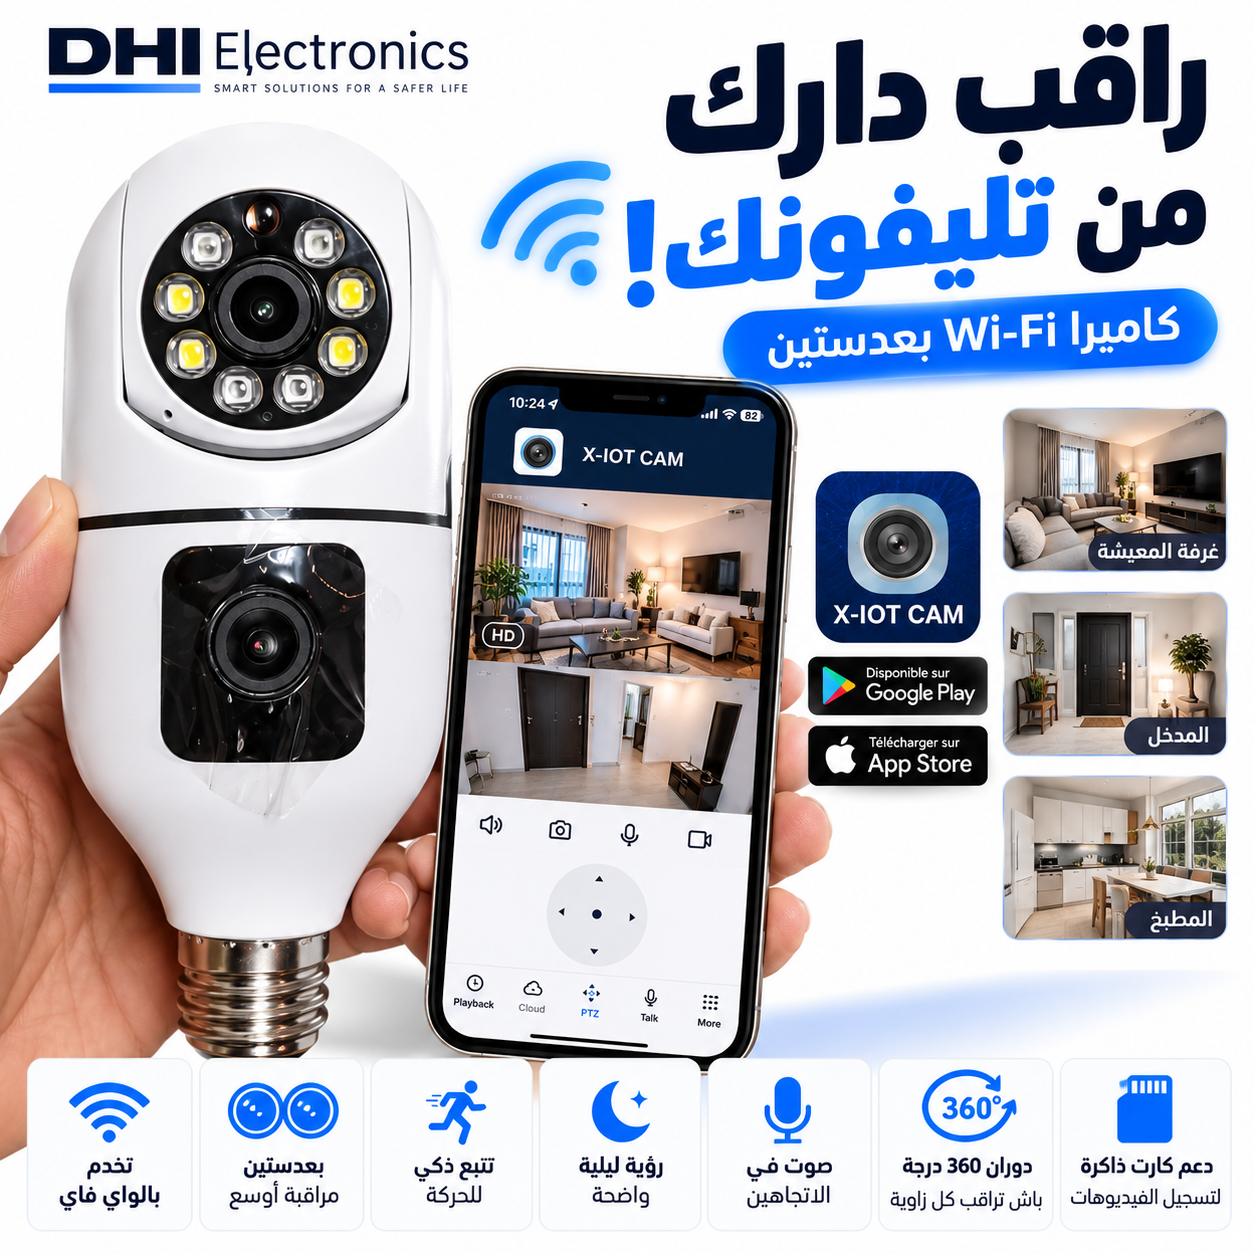 DHI Electronics
SMART SOLUTIONS FOR A SAFER LIFE
راقب دارك
من تليفونك!
كاميرا Wi-Fi بعدستين
10:24
82
X-IOT CAM
HD
Playback
Cloud
PTZ
Talk
More
X-IOT CAM
Disponible sur
Google Play
Télécharger sur
App Store
غرفة المعيشة
المدخل
المطبخ
دعم كارت ذاكرة
لتسجيل الفيديوهات
360°
دوران 360 درجة
باش تراقب كل زاوية
صوت في
الاتجاهين
رؤية ليلية
واضحة
تتبع ذكي
للحركة
بعدستين
مراقبة أوسع
تخدم
بالواي فاي